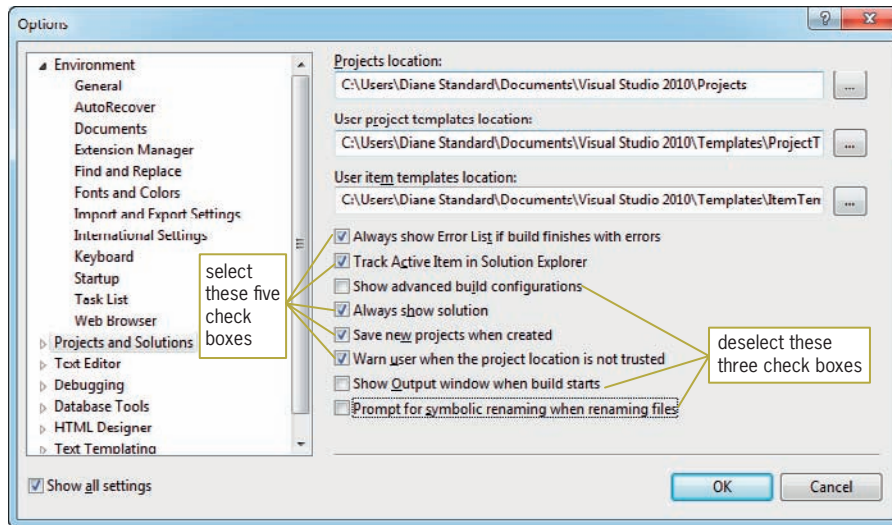 Options
Environment
General
AutoRecover
Documents
Extension Manager
Find and Replace
Fonts and Colors
Import and Export Settings
International Settings
Keyboard
Startup
Task List
Web Browser
Projects and Solutions
Text Editor
Debugging
Database Tools
HTML Designer
Text Templating
Show all settings
select
these five
check
boxes
Projects location:
C:\Users\Diane Standard\Documents\Visual Studio 2010\Projects
...
User project templates location:
C:\Users\Diane Standard\Documents\Visual Studio 2010\Templates\ProjectT
...
User item templates location:
C:\Users\Diane Standard\Documents\Visual Studio 2010\Templates\ItemTem
...
Always show Error List if build finishes with errors
Track Active Item in Solution Explorer
Show advanced build configurations
Always show solution
Save new projects when created
Warn user when the project location is not trusted
Show Output window when build starts
Prompt for symbolic renaming when renaming files
deselect these
three check boxes
OK
Cancel